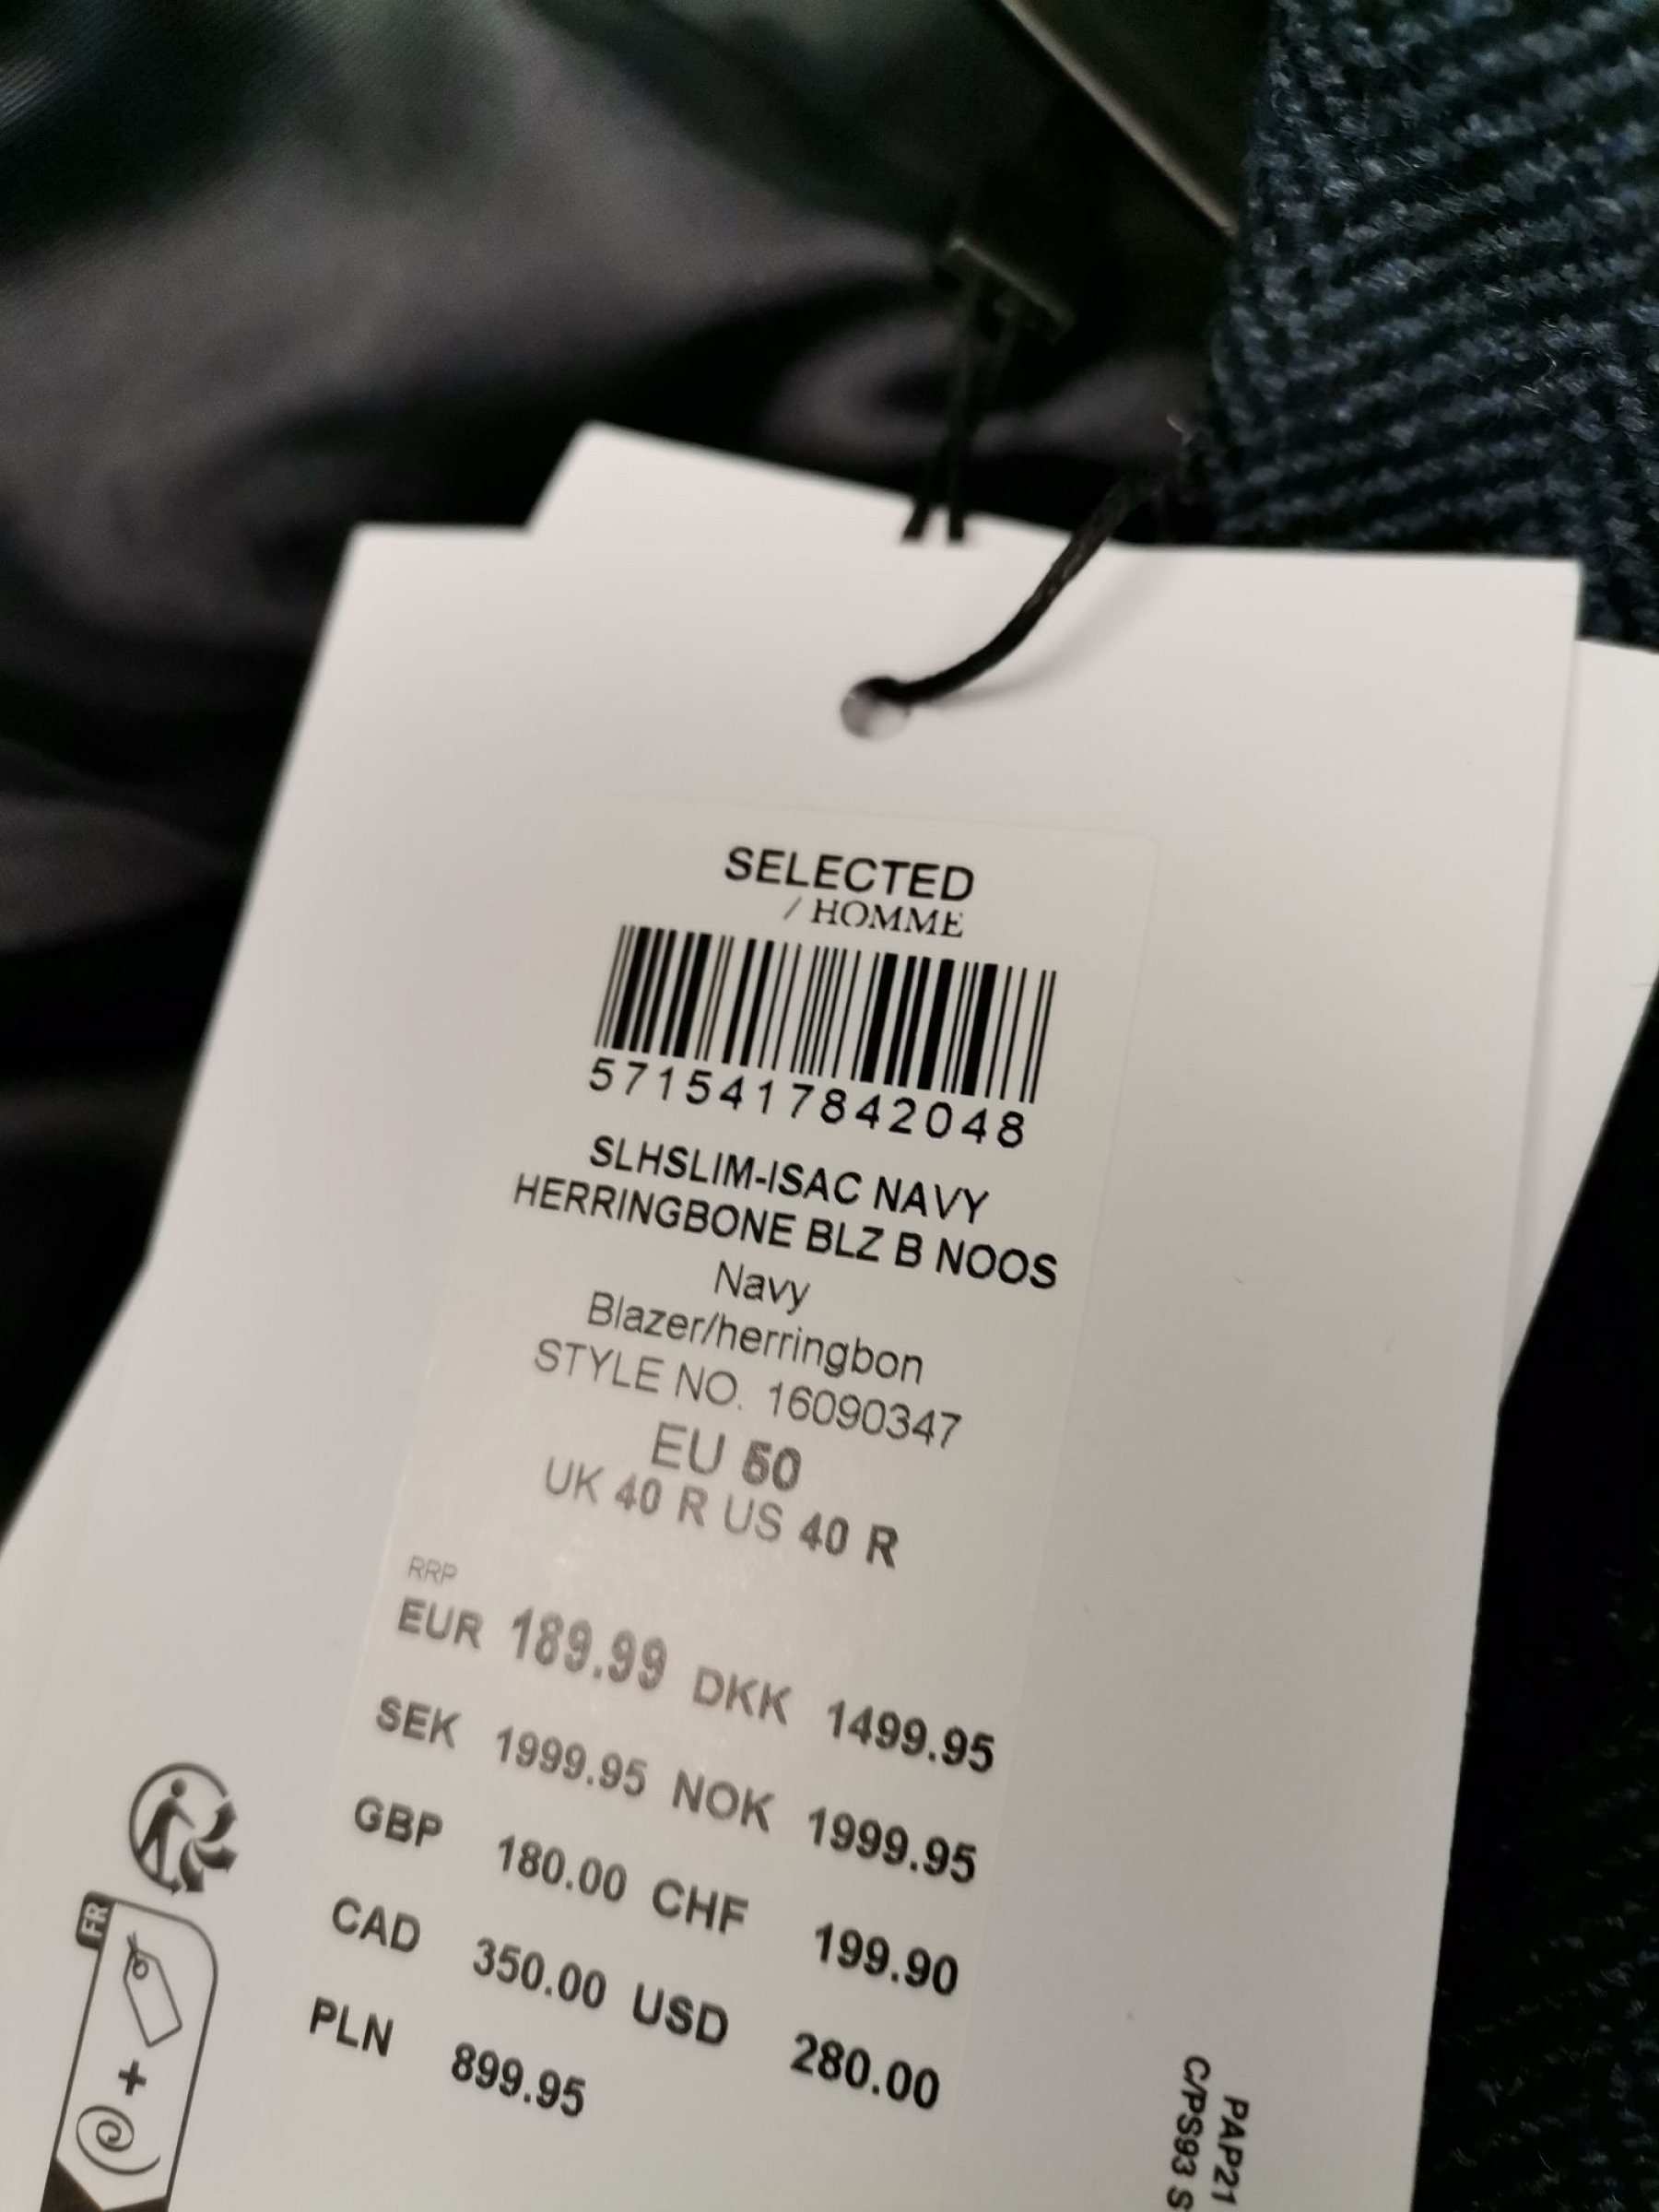 SELECTED
/ HOMME
5715417842048
SLHSLIM-ISAC NAVY
HERRINGBONE BLZ B NOOS
Navy
Blazer/herringbon
STYLE NO. 16090347
EU 50
UK 40 R US 40 R
RRP
EUR 189.99 DKK 1499.95
SEK 1999.95 NOK 1999.95
GBP 180.00 CHF 199.90
CAD 350.00 USD 280.00
PLN 899.95
FR
PAP21
C/PS93 S